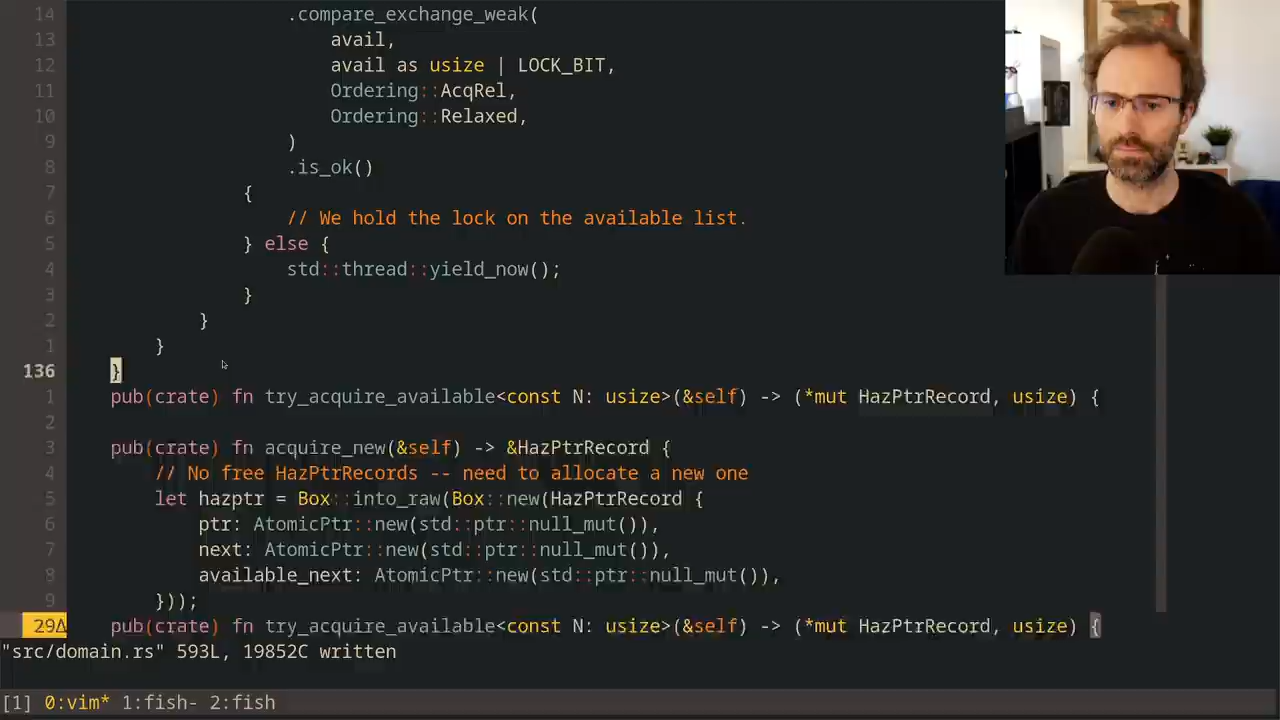 14 .compare_exchange_weak(
13 avail,
12 avail as usize | LOCK_BIT,
11 Ordering::AcqRel,
10 Ordering::Relaxed,
9 )
8 .is_ok()
7 {
6 // We hold the lock on the available list.
5 } else {
4 std::thread::yield_now();
3 }
2 }
1 }
136 }
1 pub(crate) fn try_acquire_available<const N: usize>(&self) -> (*mut HazPtrRecord, usize) {
2
3 pub(crate) fn acquire_new(&self) -> &HazPtrRecord {
4 // No free HazPtrRecords -- need to allocate a new one
5 let hazptr = Box::into_raw(Box::new(HazPtrRecord {
6 ptr: AtomicPtr::new(std::ptr::null_mut()),
7 next: AtomicPtr::new(std::ptr::null_mut()),
8 available_next: AtomicPtr::new(std::ptr::null_mut()),
9 }));
29Δ pub(crate) fn try_acquire_available<const N: usize>(&self) -> (*mut HazPtrRecord, usize) {
"src/domain.rs" 593L, 19852C written
[1] 0:vim* 1:fish- 2:fish